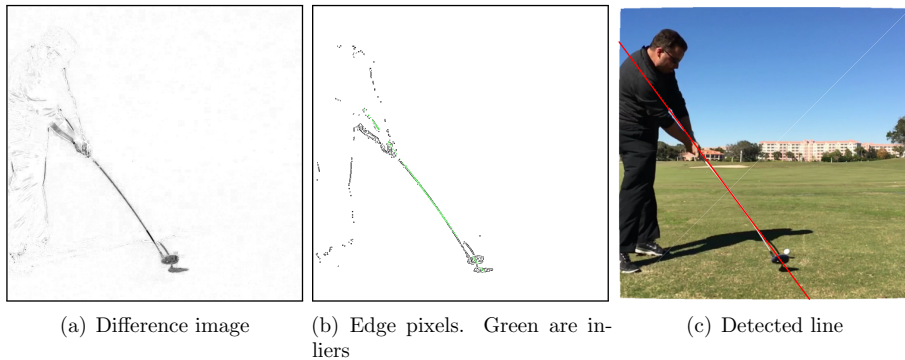 (a) Difference image
(b) Edge pixels. Green are in-
liers
(c) Detected line